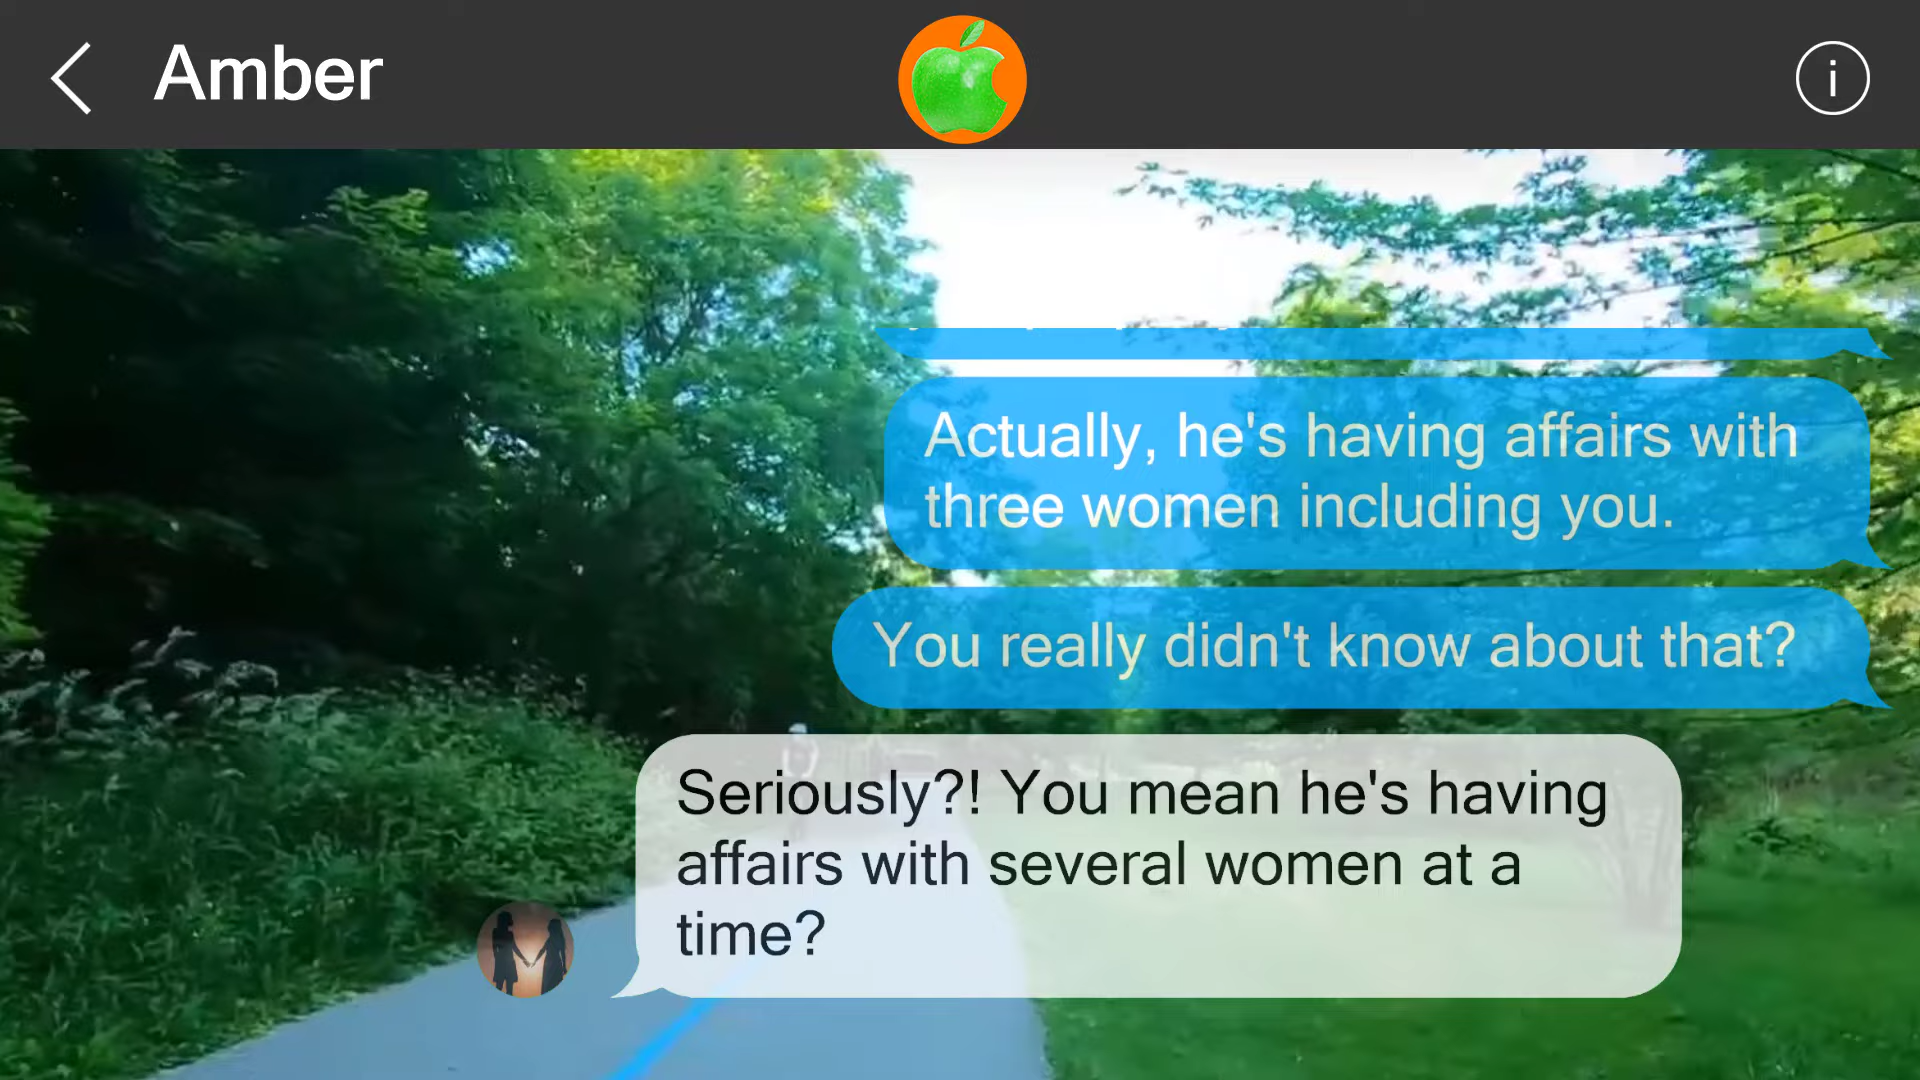 Amber
Actually, he's having affairs with
three women including you.
You really didn't know about that?
Seriously?! You mean he's having
affairs with several women at a
time?